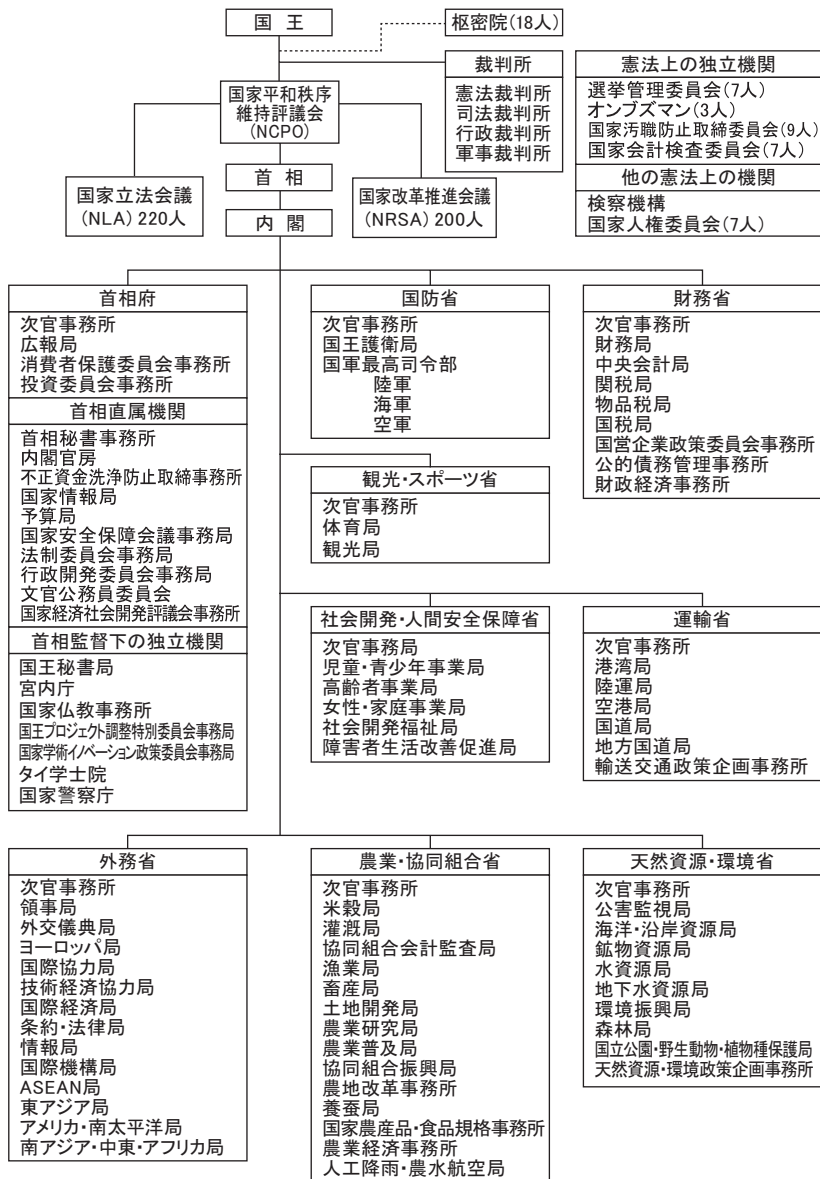 国　王
枢密院(18人)
国家平和秩序
維持評議会
(NCPO)
裁判所
憲法裁判所
司法裁判所
行政裁判所
軍事裁判所
憲法上の独立機関
選挙管理委員会(7人)
オンブズマン(3人)
国家汚職防止取締委員会(9人)
国家会計検査委員会(7人)
他の憲法上の機関
検察機構
国家人権委員会(7人)
国家立法会議
(NLA) 220人
首　相
国家改革推進会議
(NRSA) 200人
内　閣
首相府
次官事務所
広報局
消費者保護委員会事務所
投資委員会事務所
首相直属機関
首相秘書事務所
内閣官房
不正資金洗浄防止取締事務所
国家情報局
予算局
国家安全保障会議事務局
法制委員会事務局
行政開発委員会事務局
文官公務員委員会
国家経済社会開発評議会事務所
首相監督下の独立機関
国王秘書局
宮内庁
国家仏教事務所
国王プロジェクト調整特別委員会事務局
国家学術イノベーション政策委員会事務局
タイ学士院
国家警察庁
国防省
次官事務所
国王護衛局
国軍最高司令部
陸軍
海軍
空軍
財務省
次官事務所
財務局
中央会計局
関税局
物品税局
国税局
国営企業政策委員会事務所
公的債務管理事務所
財政経済事務所
観光・スポーツ省
次官事務所
体育局
観光局
社会開発・人間安全保障省
次官事務局
児童・青少年事業局
高齢者事業局
女性・家庭事業局
社会開発福祉局
障害者生活改善促進局
運輸省
次官事務所
港湾局
陸運局
空港局
国道局
地方国道局
輸送交通政策企画事務所
外務省
次官事務所
領事局
外交儀典局
ヨーロッパ局
国際協力局
技術経済協力局
国際経済局
条約・法律局
情報局
国際機構局
ASEAN局
東アジア局
アメリカ・南太平洋局
南アジア・中東・アフリカ局
農業・協同組合省
次官事務所
米穀局
灌漑局
協同組合会計監査局
漁業局
畜産局
土地開発局
農業研究局
農業普及局
協同組合振興局
農地改革事務所
養蚕局
国家農産品・食品規格事務所
農業経済事務所
人工降雨・農水航空局
天然資源・環境省
次官事務所
公害監視局
海洋・沿岸資源局
鉱物資源局
水資源局
地下水資源局
環境振興局
森林局
国立公園・野生動物・植物種保護局
天然資源・環境政策企画事務所